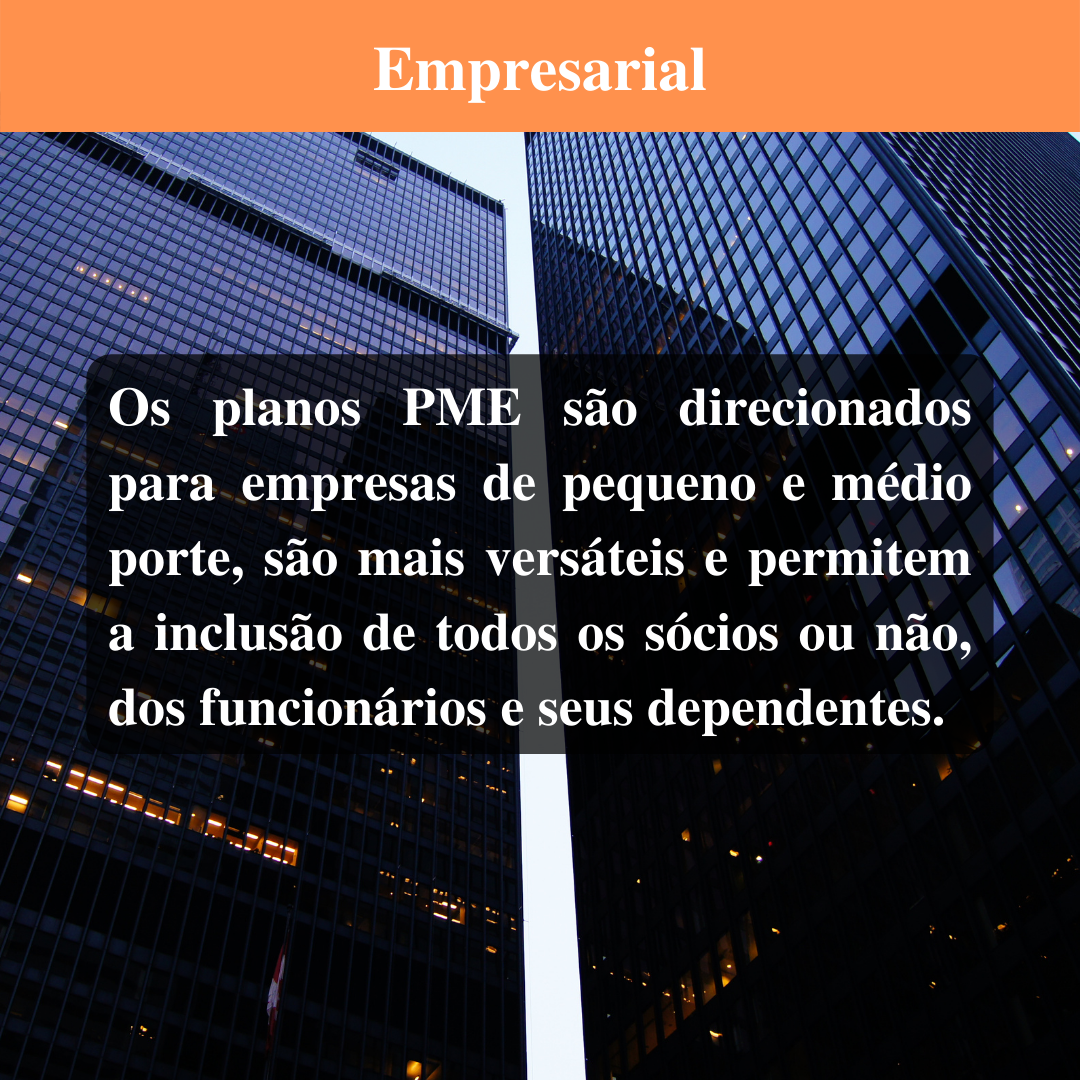 Empresarial
Os planos PME são direcionados
para empresas de pequeno e médio
porte, são mais versáteis e permitem
a inclusão de todos os sócios ou não,
dos funcionários e seus dependentes.